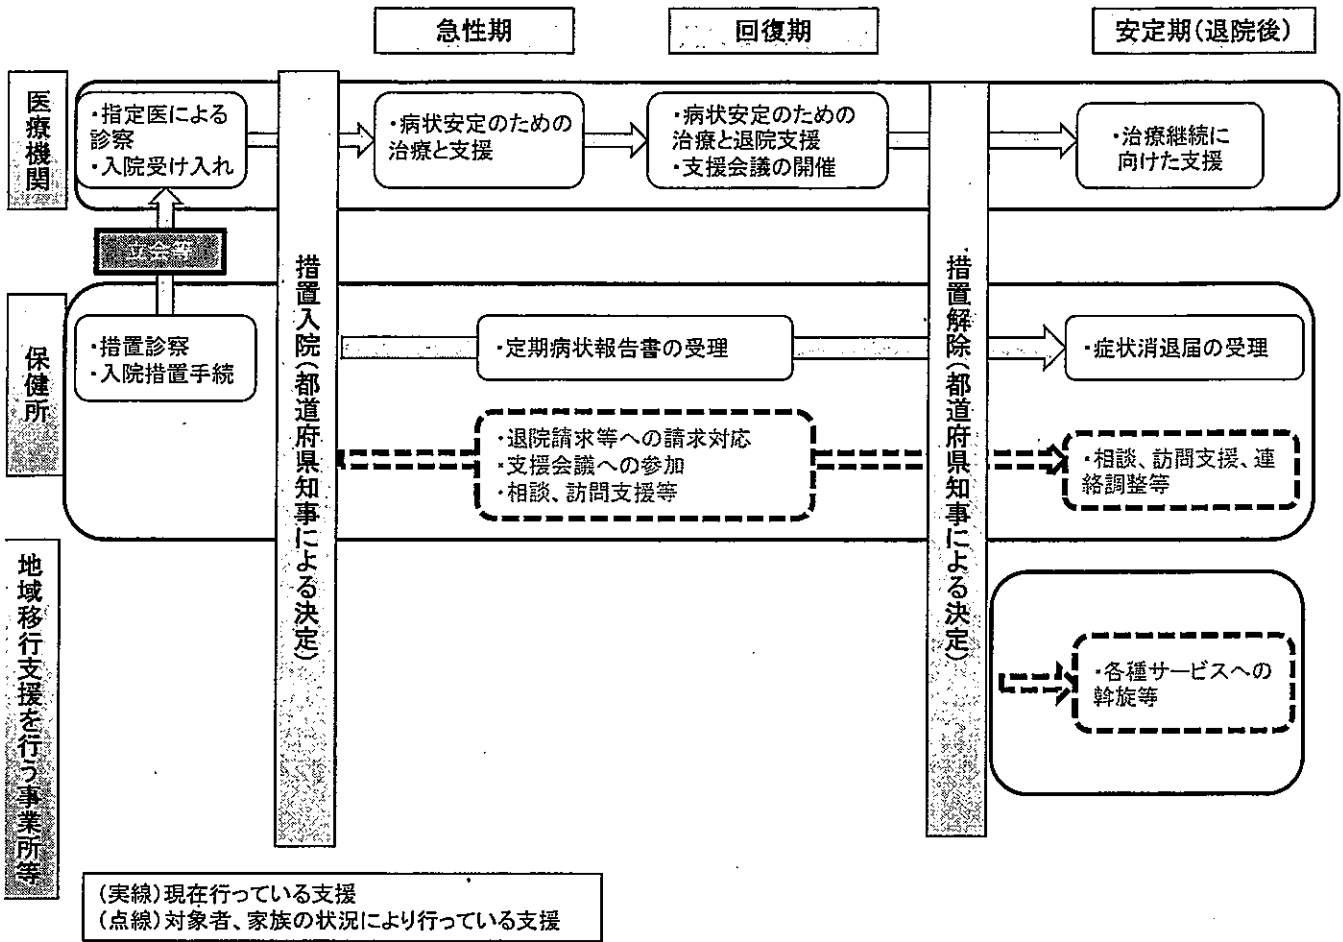 急性期
回復期
安定期(退院後)
医療機関
・指定医による
診察
・入院受け入れ
・病状安定のための
治療と支援
・病状安定のための
治療と退院支援
・支援会議の開催
・治療継続に
向けた支援
立会等
措置入院(都道府県知事による決定)
措置解除(都道府県知事による決定)
保健所
・措置診察
・入院措置手続
・定期病状報告書の受理
・症状消退届の受理
・退院請求等への請求対応
・支援会議への参加
・相談、訪問支援等
・相談、訪問支援、連
絡調整等
地域移行支援を行う事業所等
・各種サービスへの
斡旋等
(実線)現在行っている支援
(点線)対象者、家族の状況により行っている支援